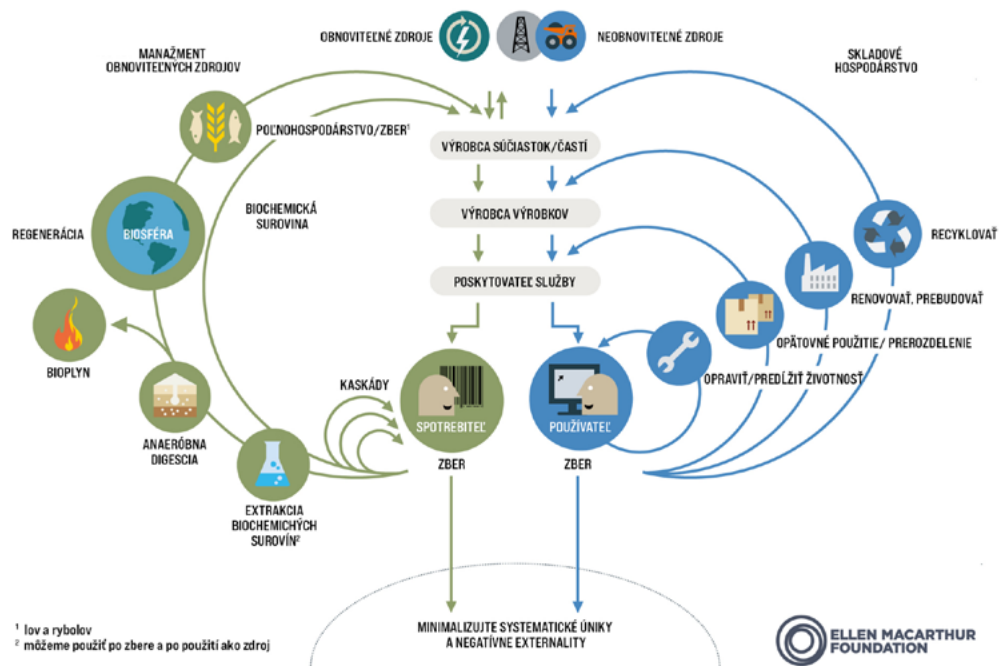 OBNOVITEĽNÉ ZDROJE
NEOBNOVITEĽNÉ ZDROJE
MANAŽMENT
OBNOVITEĽNÝCH ZDROJOV
SKLADOVÉ
HOSPODÁRSTVO
POĽNOHOSPODÁRSTVO/ZBER¹
VÝROBCA SÚČIASTOK/ČASTÍ
BIOCHEMICKÁ
SUROVINA
VÝROBCA VÝROBKOV
REGENERÁCIA
BIOSFÉRA
RECYKLOVAŤ
POSKYTOVATEĽ SLUŽBY
RENOVOVAŤ, PREBUDOVAŤ
OPÄTOVNÉ POUŽITIE/ PREROZDELENIE
BIOPLYN
KASKÁDY
OPRAVIŤ/PREDĹŽIŤ ŽIVOTNOSŤ
SPOTREBITEĽ
POUŽÍVATEĽ
ANAERÓBNA
DIGESCIA
ZBER
ZBER
EXTRAKCIA
BIOCHEMICHÝCH
SUROVÍN²
MINIMALIZUJTE SYSTEMATICKÉ ÚNIKY
A NEGATÍVNE EXTERNALITY
¹ lov a rybolov
² môžeme použiť po zbere a po použití ako zdroj
ELLEN MACARTHUR
FOUNDATION